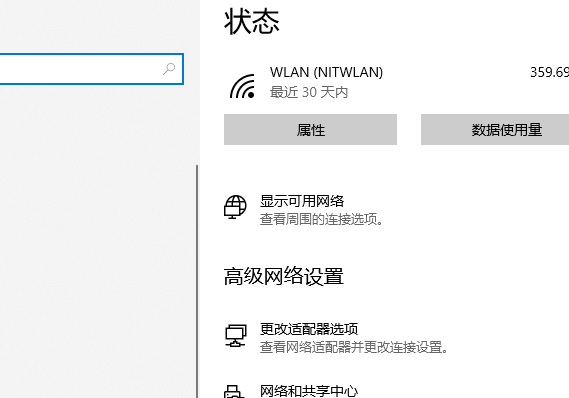 状态
WLAN (NITWLAN)
359.69
最近 30 天内
属性
数据使用量
显示可用网络
查看周围的连接选项。
高级网络设置
更改适配器选项
查看网络适配器并更改连接设置。
网络和共享中心